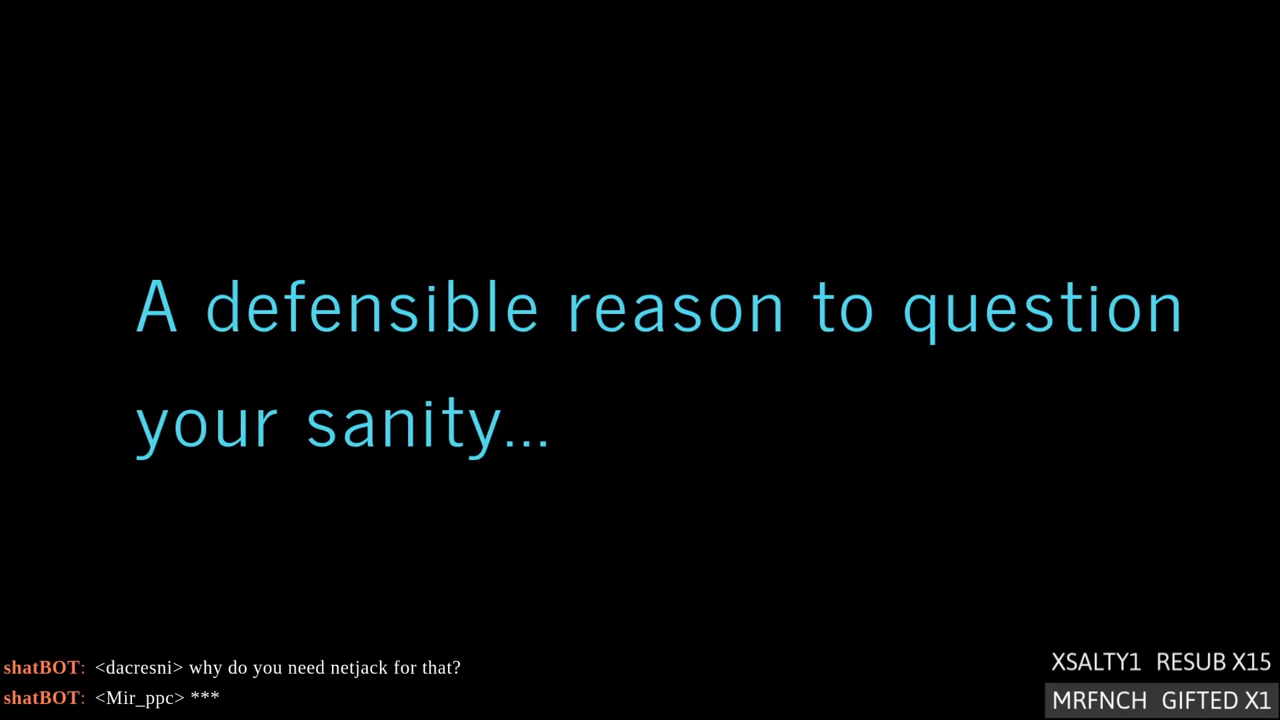 A defensible reason to question
your sanity...
shatBOT: <dacresni> why do you need netjack for that?
shatBOT: <Mir_ppc> ***
XSALTY1 RESUB X15
MRFNCH GIFTED X1